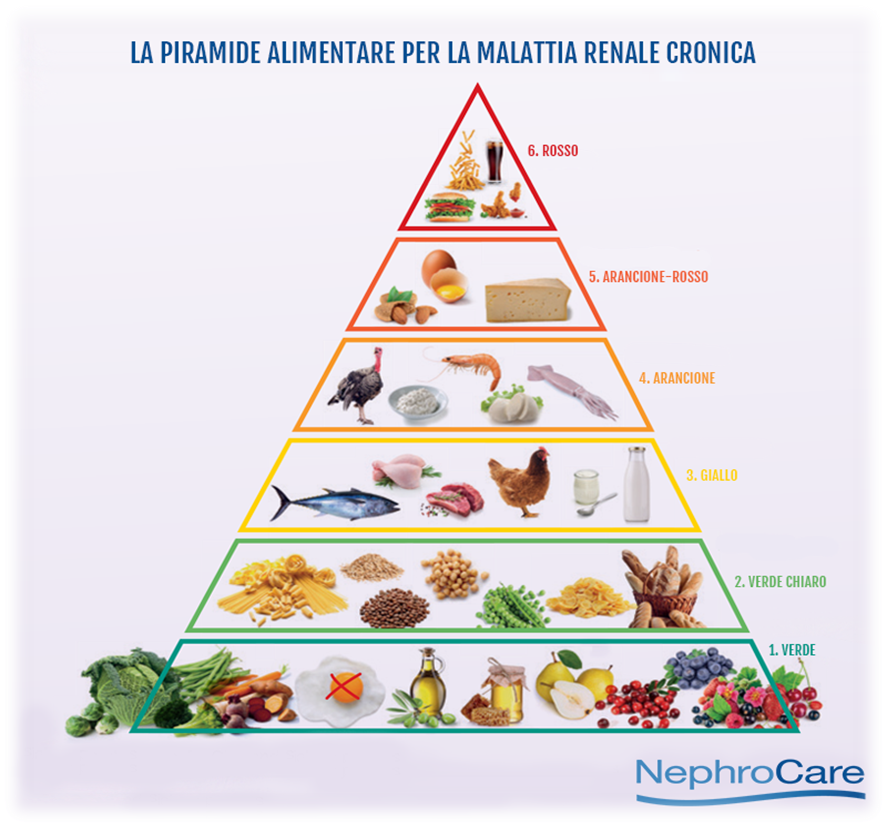 LA PIRAMIDE ALIMENTARE PER LA MALATTIA RENALE CRONICA
6. ROSSO
5. ARANCIONE-ROSSO
4. ARANCIONE
3. GIALLO
2. VERDE CHIARO
1. VERDE
NephroCare